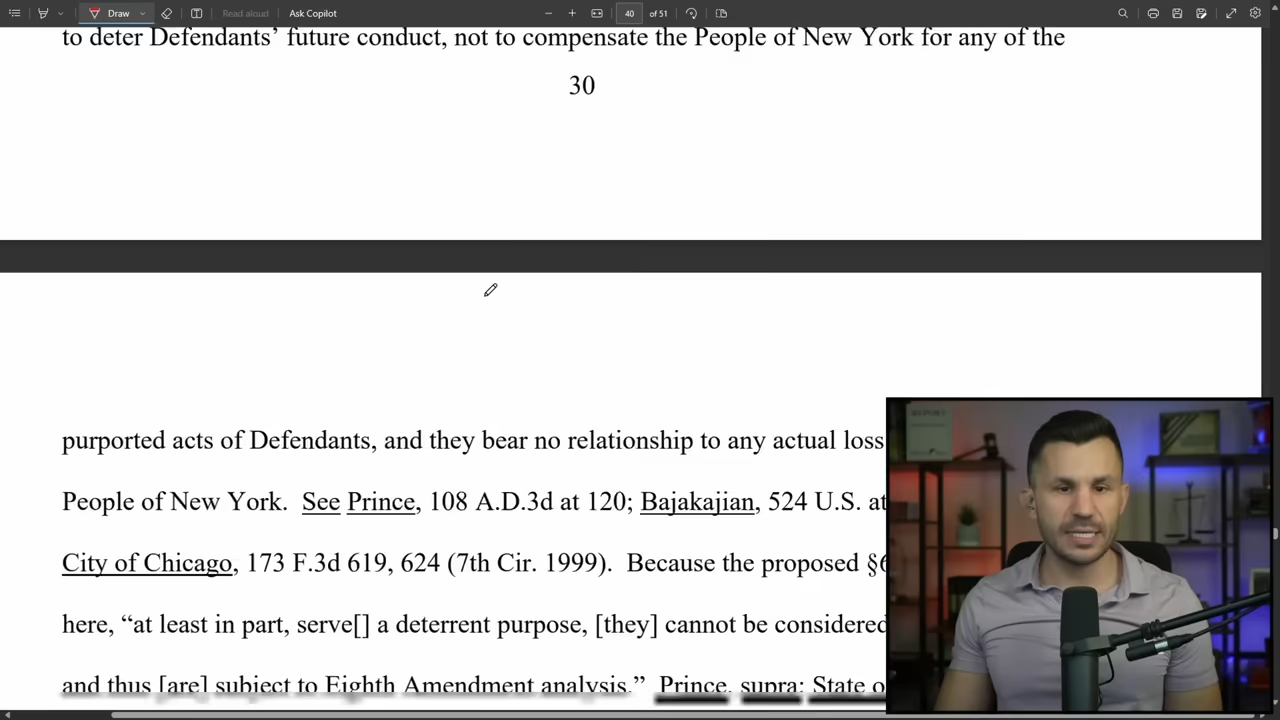 Draw
Read aloud
Ask Copilot
40
of 51
to deter Defendants’ future conduct, not to compensate the People of New York for any of the
30
purported acts of Defendants, and they bear no relationship to any actual loss
People of New York. See Prince, 108 A.D.3d at 120; Bajakajian, 524 U.S. at
City of Chicago, 173 F.3d 619, 624 (7th Cir. 1999). Because the proposed §6
here, “at least in part, serve[] a deterrent purpose, [they] cannot be considered
and thus [are] subject to Eighth Amendment analysis.” Prince, supra; State o